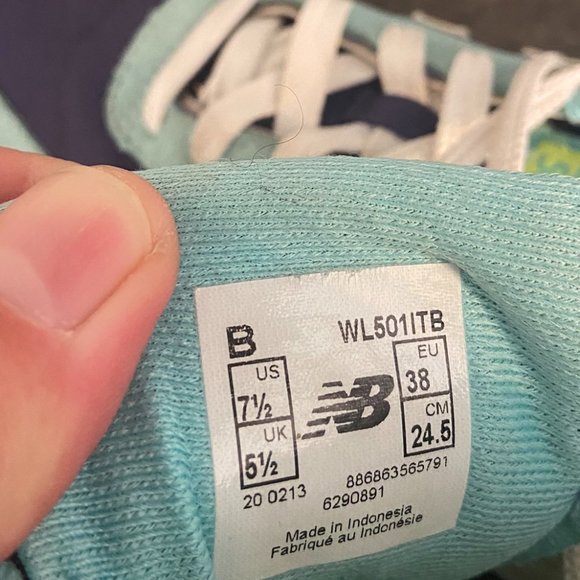 B WL501ITB
US 7½ EU 38
UK 5½ CM 24.5
NB
20 0213 886863565791
6290891
Made in Indonesia
Fabriqué au Indonésie